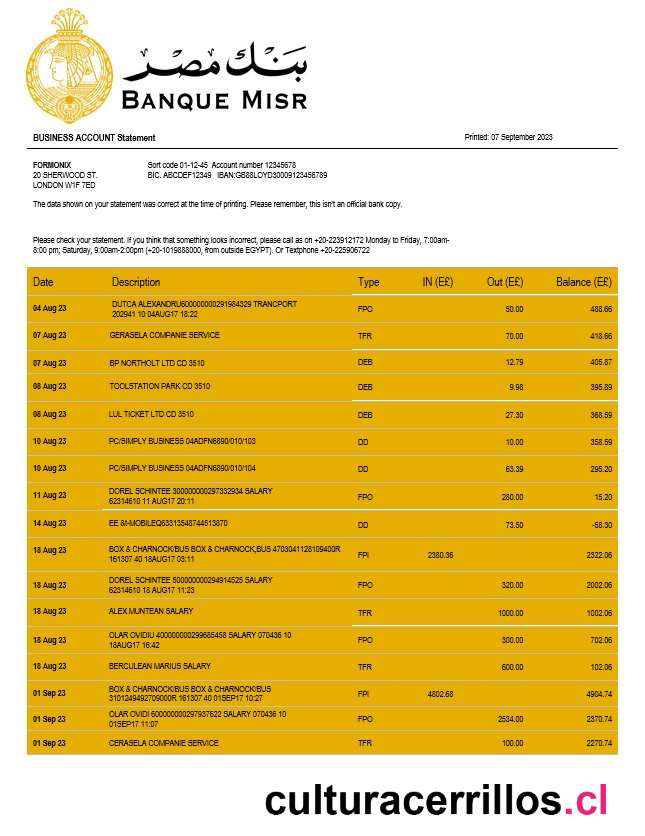 بنك مصر
BANQUE MISR
BUSINESS ACCOUNT Statement
Printed: 07 September 2023
FORMONIX
Sort code 01-12-45 Account number 12345678
20 SHERWOOD ST.
BIC. ABCDEF12349 IBAN:GB88LOYD30009123456789
LONDON W1F 7ED
The data shown on your statement was correct at the time of printing. Please remember, this isn't an official bank copy.
Please check your statement. If you think that something looks incorrect, please call as on +20-223912172 Monday to Friday, 7:00am-
8:00 pm; Saturday, 9:00am-2:00pm (+20-1019888000, from outside EGYPT). Or Textphone +20-225906722
Date Description Type IN (E£) Out (E£) Balance (E£)
04 Aug 23 DUTCA ALEXANDRU600000000291984329 TRANCPORT
202941 10 04AUG17 18:22 FPO 50.00 488.66
07 Aug 23 GERASELA COMPANIE SERVICE TFR 70.00 418.66
07 Aug 23 BP NORTHOLT LTD CD 3510 DEB 12.79 405.87
08 Aug 23 TOOLSTATION PARK CD 3510 DEB 9.98 395.89
08 Aug 23 LUL TICKET LTD CD 3510 DEB 27.30 368.59
10 Aug 23 PC/SIMPLY BUSINESS 04ADFN6890/010/103 DD 10.00 358.59
10 Aug 23 PC/SIMPLY BUSINESS 04ADFN6890/010/104 DD 63.39 295.20
11 Aug 23 DOREL SCHINTEE 300000000297332934 SALARY
62314610 11 AUG17 20:11 FPO 280.00 15.20
14 Aug 23 EE &t-MOBILEQ63313548744513870 DD 73.50 -58.30
18 Aug 23 BOX & CHARNOCK/BUS BOX & CHARNOCK,BUS 4703041128109400R
161307 40 18AUG17 03:11 FPI 2380.36 2322.06
18 Aug 23 DOREL SCHINTEE 500000000294914525 SALARY
62314610 18 AUG17 11:23 FPO 320.00 2002.06
18 Aug 23 ALEX MUNTEAN SALARY TFR 1000.00 1002.06
18 Aug 23 OLAR OVIDIU 400000000299685458 SALARY 070436 10
18AUG17 16:42 FPO 300.00 702.06
18 Aug 23 BERCULEAN MARIUS SALARY TFR 600.00 102.06
01 Sep 23 BOX & CHARNOCK/BUS BOX & CHARNOCK/BUS
3101249492709000R 161307 40 01SEP17 10:27 FPI 4802.68 4904.74
01 Sep 23 OLAR OVIDI 600000000297937622 SALARY 070436 10
01SEP17 11:07 FPO 2534.00 2370.74
01 Sep 23 CERASELA COMPANIE SERVICE TFR 100.00 2270.74
culturacerrillos.cl